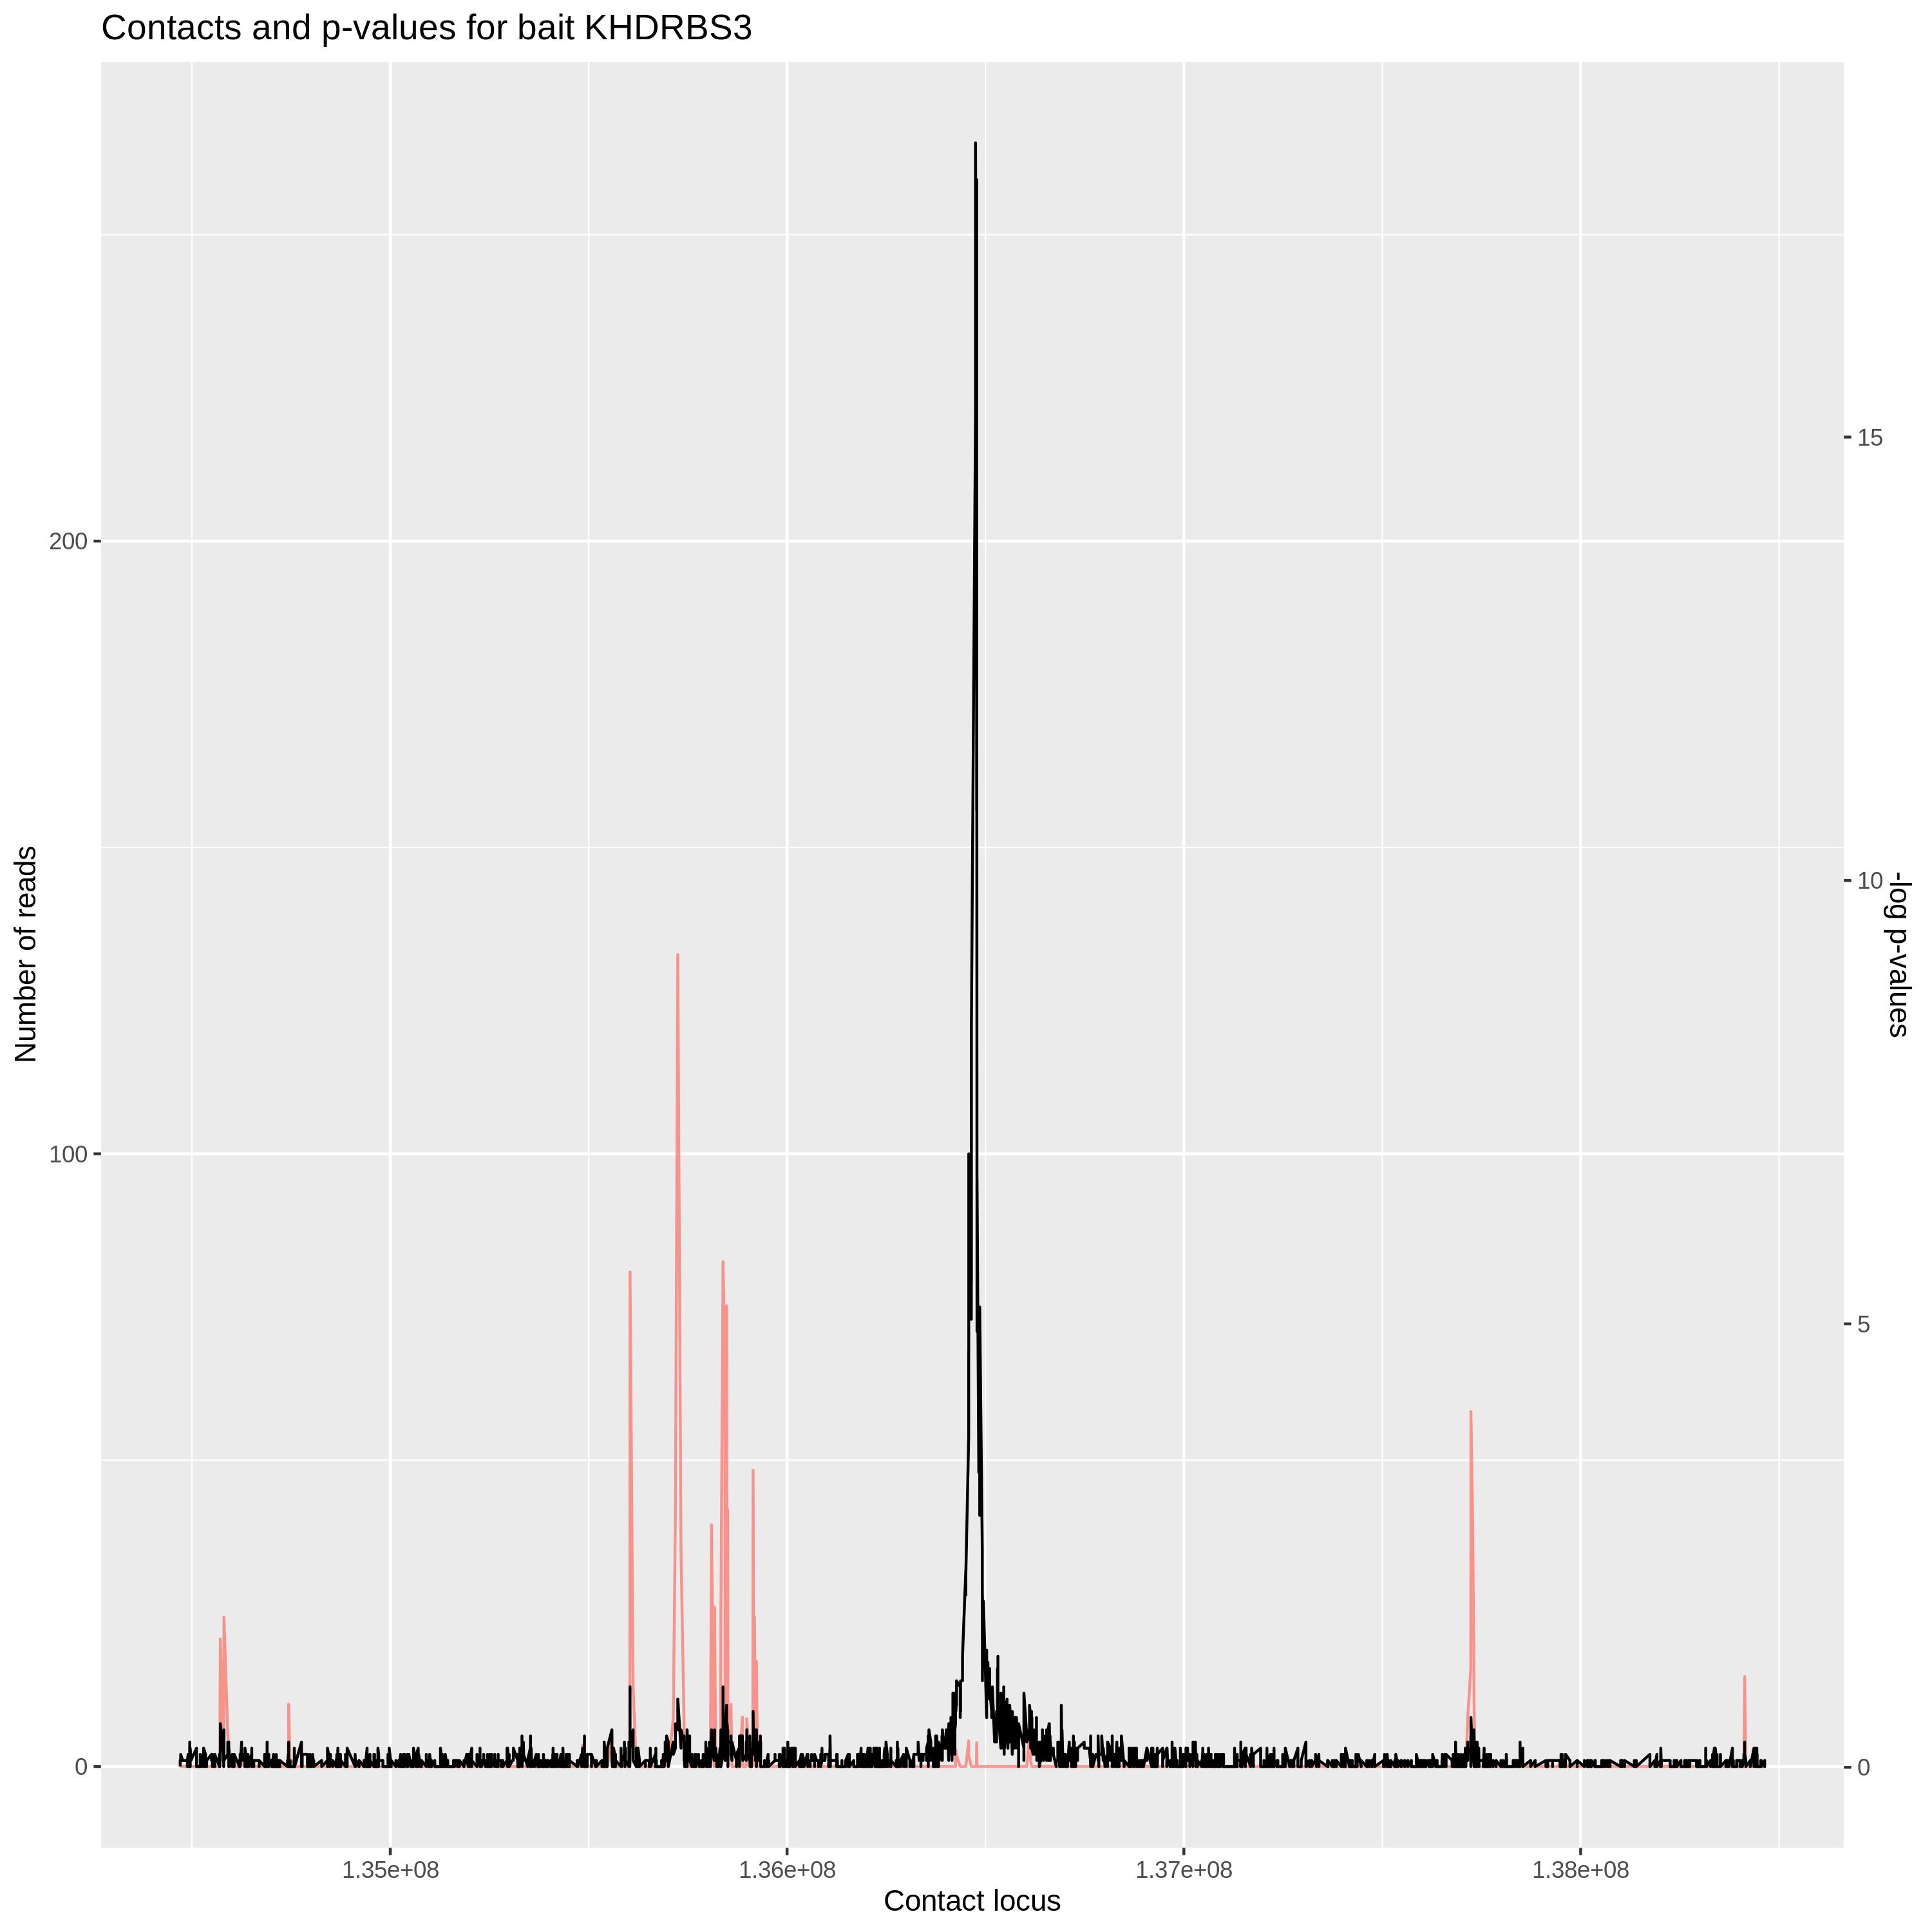 Contacts and p-values for bait KHDRBS3
Number of reads
200
100
0
15
10
5
0
-log p-values
1.35e+08
1.36e+08
1.37e+08
1.38e+08
Contact locus